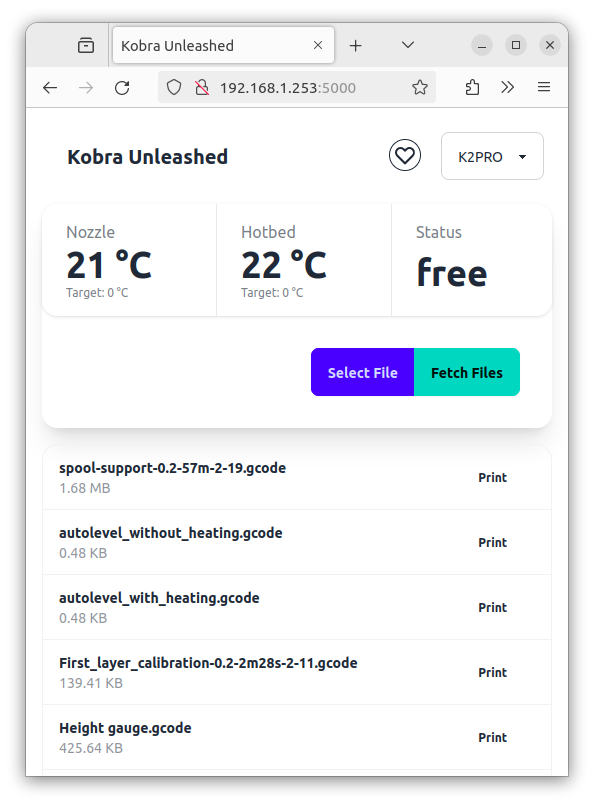 Kobra Unleashed
192.168.1.253:5000
Kobra Unleashed
K2PRO
Nozzle
21 °C
Target: 0 °C
Hotbed
22 °C
Target: 0 °C
Status
free
Select File
Fetch Files
spool-support-0.2-57m-2-19.gcode
1.68 MB
Print
autolevel_without_heating.gcode
0.48 KB
Print
autolevel_with_heating.gcode
0.48 KB
Print
First_layer_calibration-0.2-2m28s-2-11.gcode
139.41 KB
Print
Height gauge.gcode
425.64 KB
Print